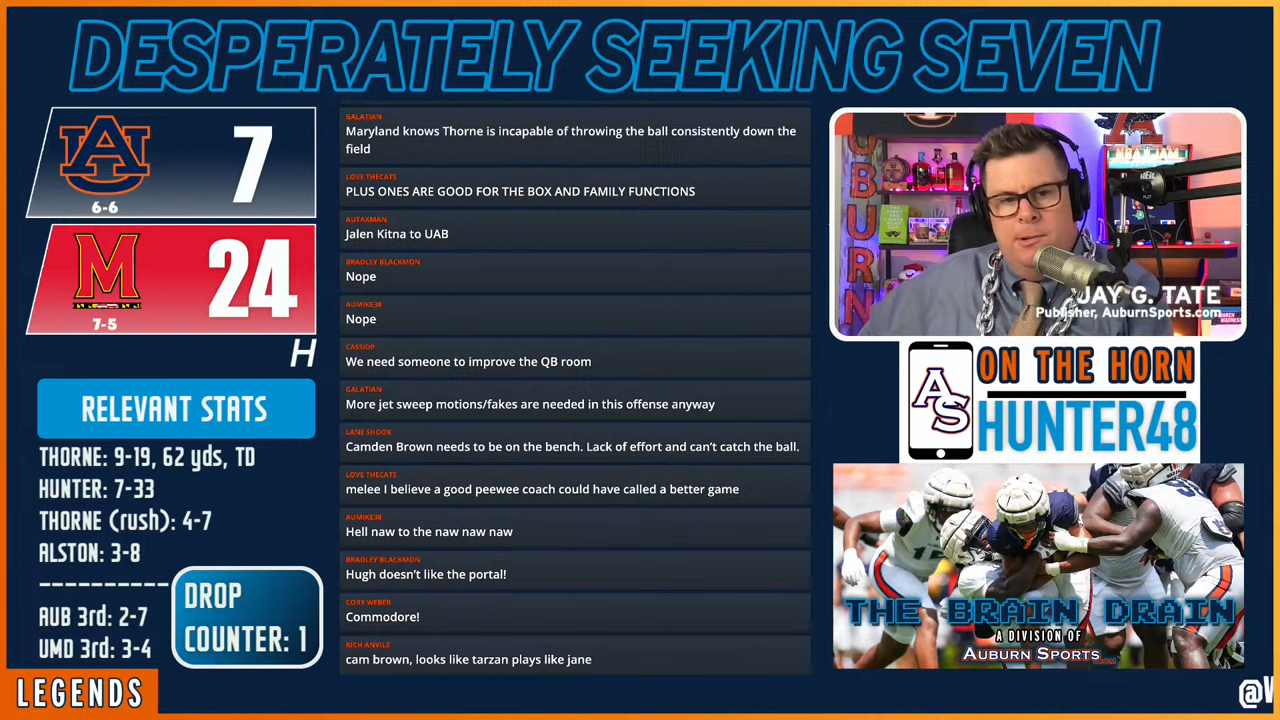 DESPERATELY SEEKING SEVEN
7
6-6
24
7-5
H
RELEVANT STATS
THORNE: 9-19, 62 yds, TD
HUNTER: 7-33
THORNE (rush): 4-7
ALSTON: 3-8
AUB 3rd: 2-7
UMD 3rd: 3-4
DROP
COUNTER: 1
GALATIAN
Maryland knows Thorne is incapable of throwing the ball consistently down the
field
LOVE THECATS
PLUS ONES ARE GOOD FOR THE BOX AND FAMILY FUNCTIONS
AUTAXMAN
Jalen Kitna to UAB
BRADLEY BLACKMON
Nope
AUMIKE38
Nope
CASSIOP
We need someone to improve the QB room
GALATIAN
More jet sweep motions/fakes are needed in this offense anyway
LANE SHOOK
Camden Brown needs to be on the bench. Lack of effort and can't catch the ball.
LOVE THECATS
melee I believe a good peewee coach could have called a better game
AUMIKE38
Hell naw to the naw naw naw
BRADLEY BLACKMON
Hugh doesn't like the portal!
CORY WEBER
Commodore!
RICH ANVILS
cam brown, looks like tarzan plays like jane
UBURN
JAY G. TATE
Publisher, AuburnSports.com
AS
ON THE HORN
HUNTER48
THE BRAIN DRAIN
A DIVISION OF
AUBURN SPORTS
LEGENDS